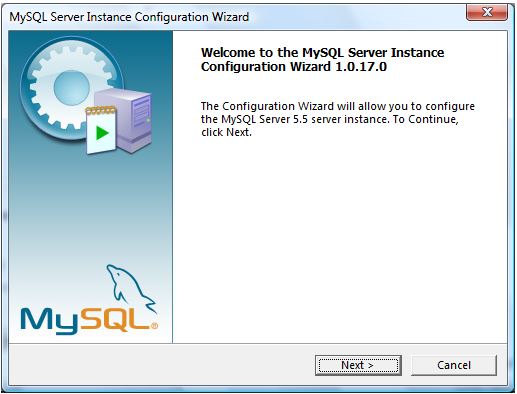 MySQL Server Instance Configuration Wizard
Welcome to the MySQL Server Instance
Configuration Wizard 1.0.17.0
The Configuration Wizard will allow you to configure
the MySQL Server 5.5 server instance. To Continue,
click Next.
MySQL®
Next >
Cancel